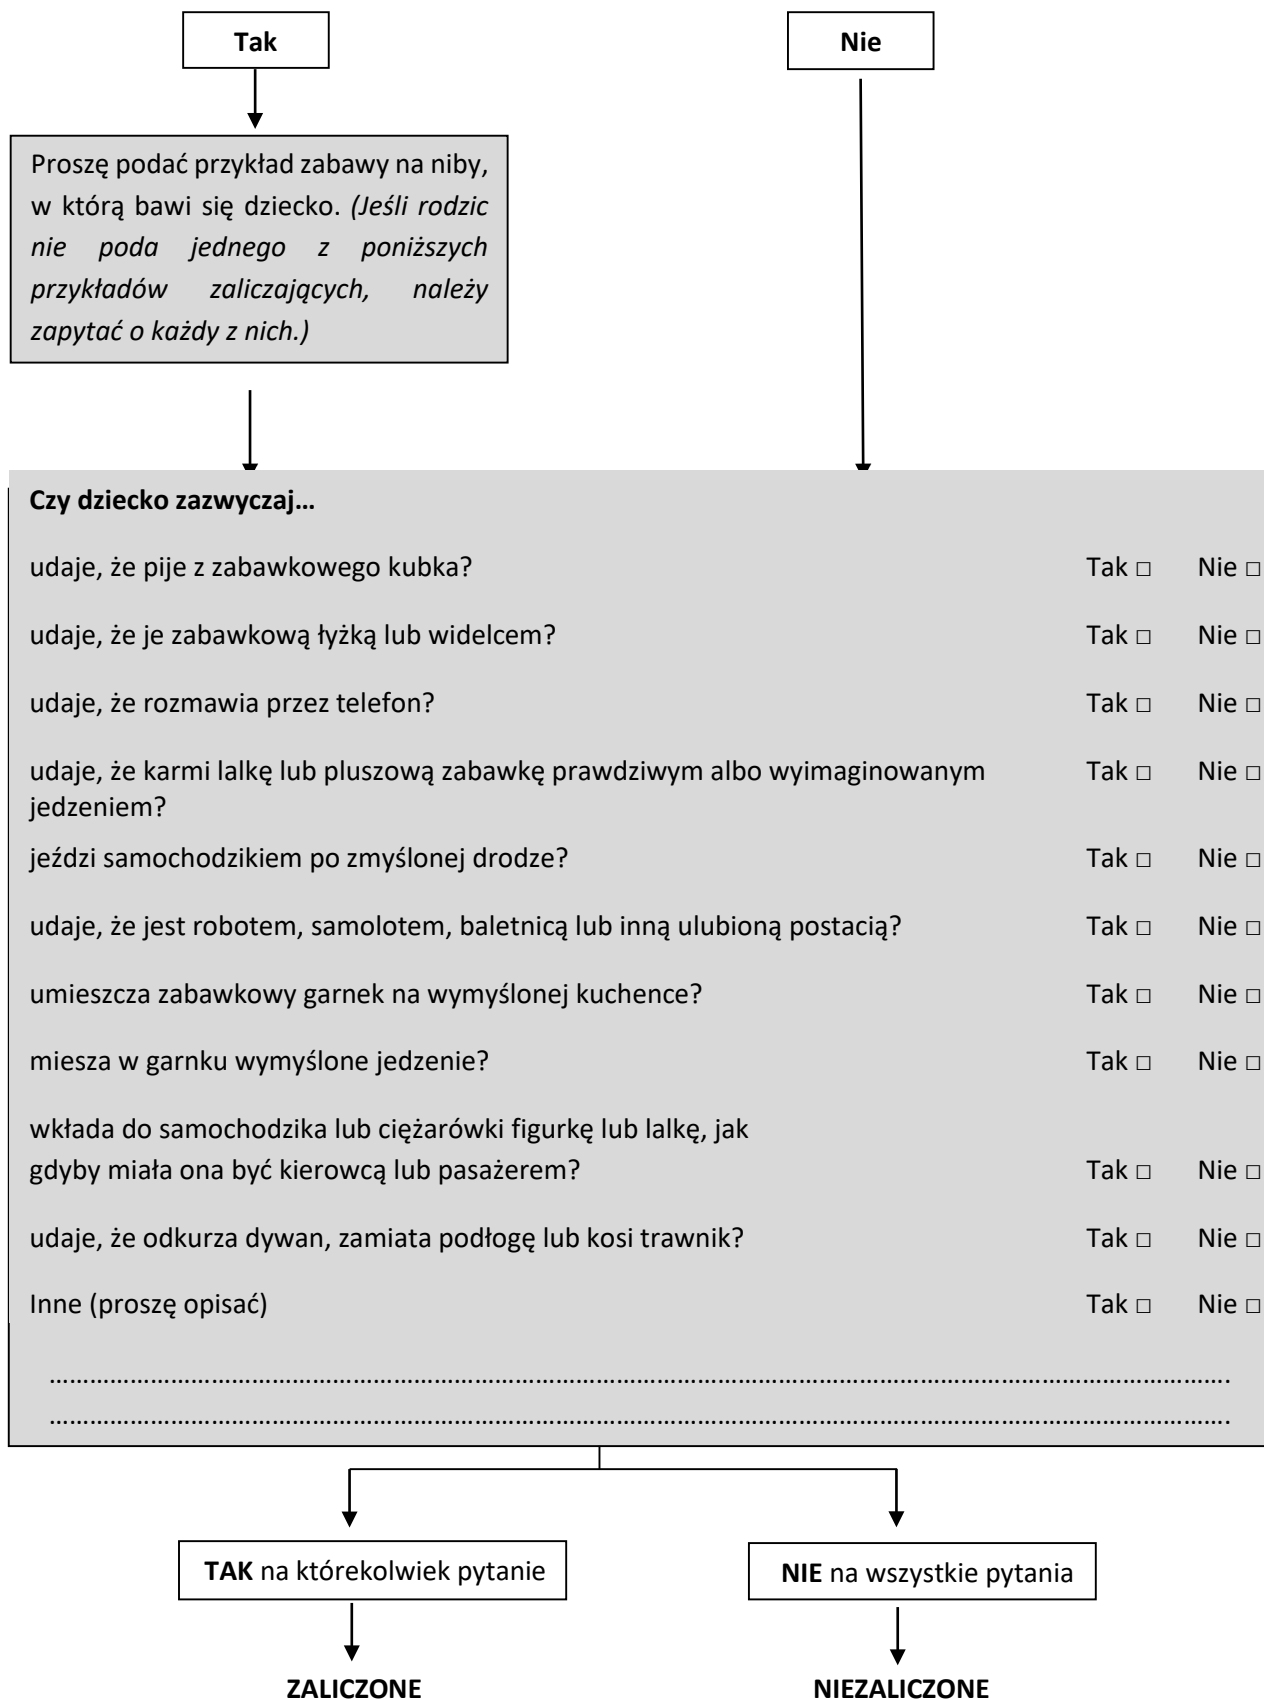 Tak
Nie
Proszę podać przykład zabawy na niby,
w którą bawi się dziecko. (Jeśli rodzic
nie poda jednego z poniższych
przykładów zaliczających, należy
zapytać o każdy z nich.)
Czy dziecko zazwyczaj…
udaje, że pije z zabawkowego kubka? Tak □ Nie □
udaje, że je zabawkową łyżką lub widelcem? Tak □ Nie □
udaje, że rozmawia przez telefon? Tak □ Nie □
udaje, że karmi lalkę lub pluszową zabawkę prawdziwym albo wyimaginowanym Tak □ Nie □
jedzeniem?
jeździ samochodzikiem po zmyślonej drodze? Tak □ Nie □
udaje, że jest robotem, samolotem, baletnicą lub inną ulubioną postacią? Tak □ Nie □
umieszcza zabawkowy garnek na wymyślonej kuchence? Tak □ Nie □
miesza w garnku wymyślone jedzenie? Tak □ Nie □
wkłada do samochodzika lub ciężarówki figurkę lub lalkę, jak
gdyby miała ona być kierowcą lub pasażerem? Tak □ Nie □
udaje, że odkurza dywan, zamiata podłogę lub kosi trawnik? Tak □ Nie □
Inne (proszę opisać) Tak □ Nie □
TAK na którekolwiek pytanie
NIE na wszystkie pytania
ZALICZONE
NIEZALICZONE